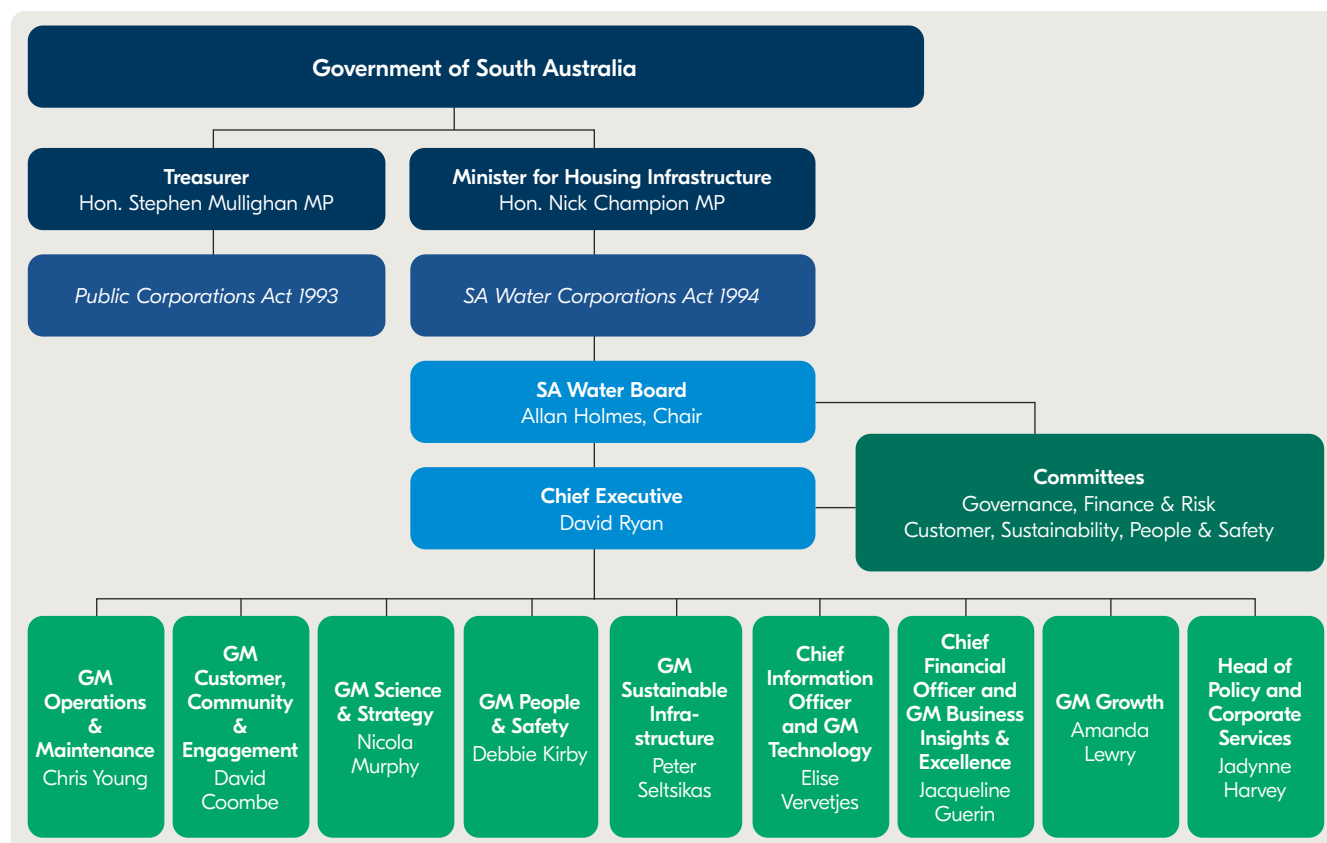 Government of South Australia
Treasurer
Hon. Stephen Mullighan MP
Minister for Housing Infrastructure
Hon. Nick Champion MP
Public Corporations Act 1993
SA Water Corporations Act 1994
SA Water Board
Allan Holmes, Chair
Chief Executive
David Ryan
Committees
Governance, Finance & Risk
Customer, Sustainability, People & Safety
GM
Operations
&
Maintenance
Chris Young
GM
Customer,
Community
&
Engagement
David
Coombe
GM Science
& Strategy
Nicola
Murphy
GM People
& Safety
Debbie Kirby
GM
Sustainable
Infra-
structure
Peter
Seltsikas
Chief
Information
Officer
and GM
Technology
Elise
Vervetjes
Chief
Financial
Officer and
GM Business
Insights &
Excellence
Jacqueline
Guerin
GM Growth
Amanda
Lewry
Head of
Policy and
Corporate
Services
Jadynne
Harvey